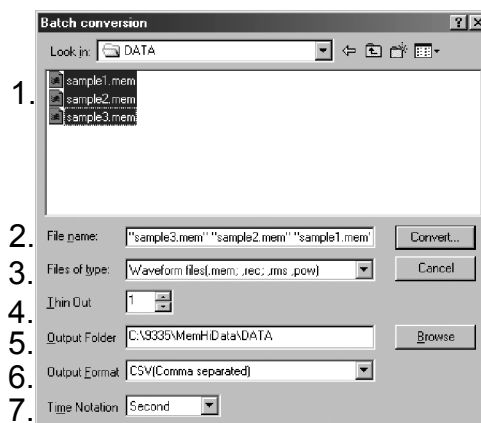 Batch conversion
Look in: DATA
1. sample1.mem
sample2.mem
sample3.mem
2. File name: "sample3.mem" "sample2.mem" "sample1.mem" Convert...
3. Files of type: Waveform files(.mem; ,rec; ,rms ,pow) Cancel
4. Thin Out 1
5. Output Folder C:\9335\MemHiData\DATA Browse
6. Output Format CSV(Comma separated)
7. Time Notation Second